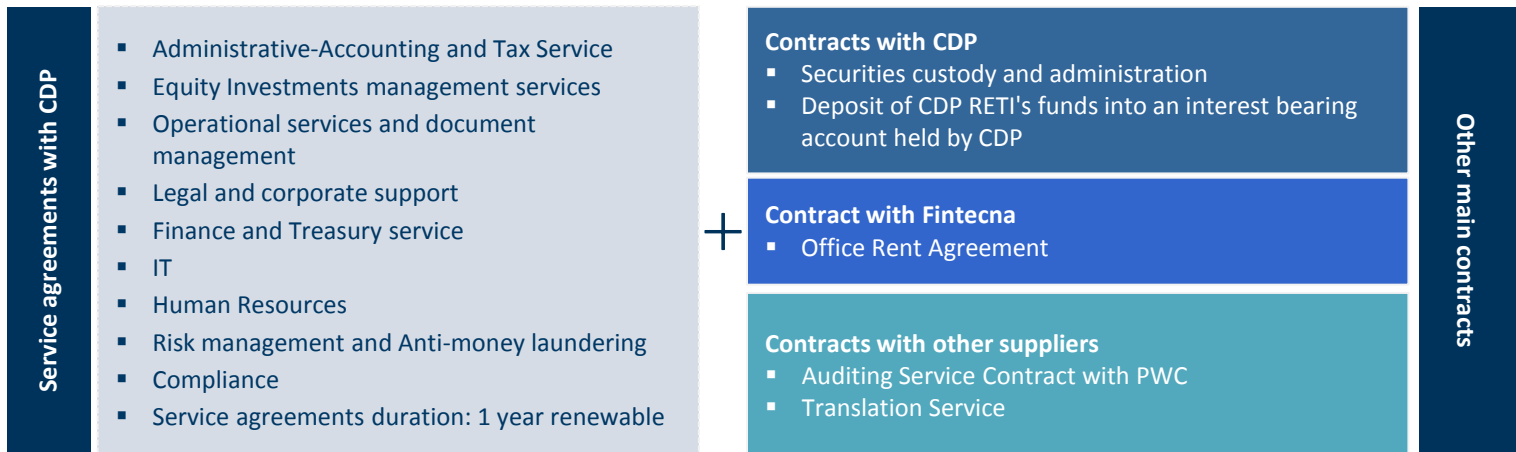 Service agreements with CDP
▪ Administrative-Accounting and Tax Service
▪ Equity Investments management services
▪ Operational services and document
management
▪ Legal and corporate support
▪ Finance and Treasury service
▪ IT
▪ Human Resources
▪ Risk management and Anti-money laundering
▪ Compliance
▪ Service agreements duration: 1 year renewable
+
Contracts with CDP
▪ Securities custody and administration
▪ Deposit of CDP RETI's funds into an interest bearing
account held by CDP
Contract with Fintecna
▪ Office Rent Agreement
Contracts with other suppliers
▪ Auditing Service Contract with PWC
▪ Translation Service
Other main contracts